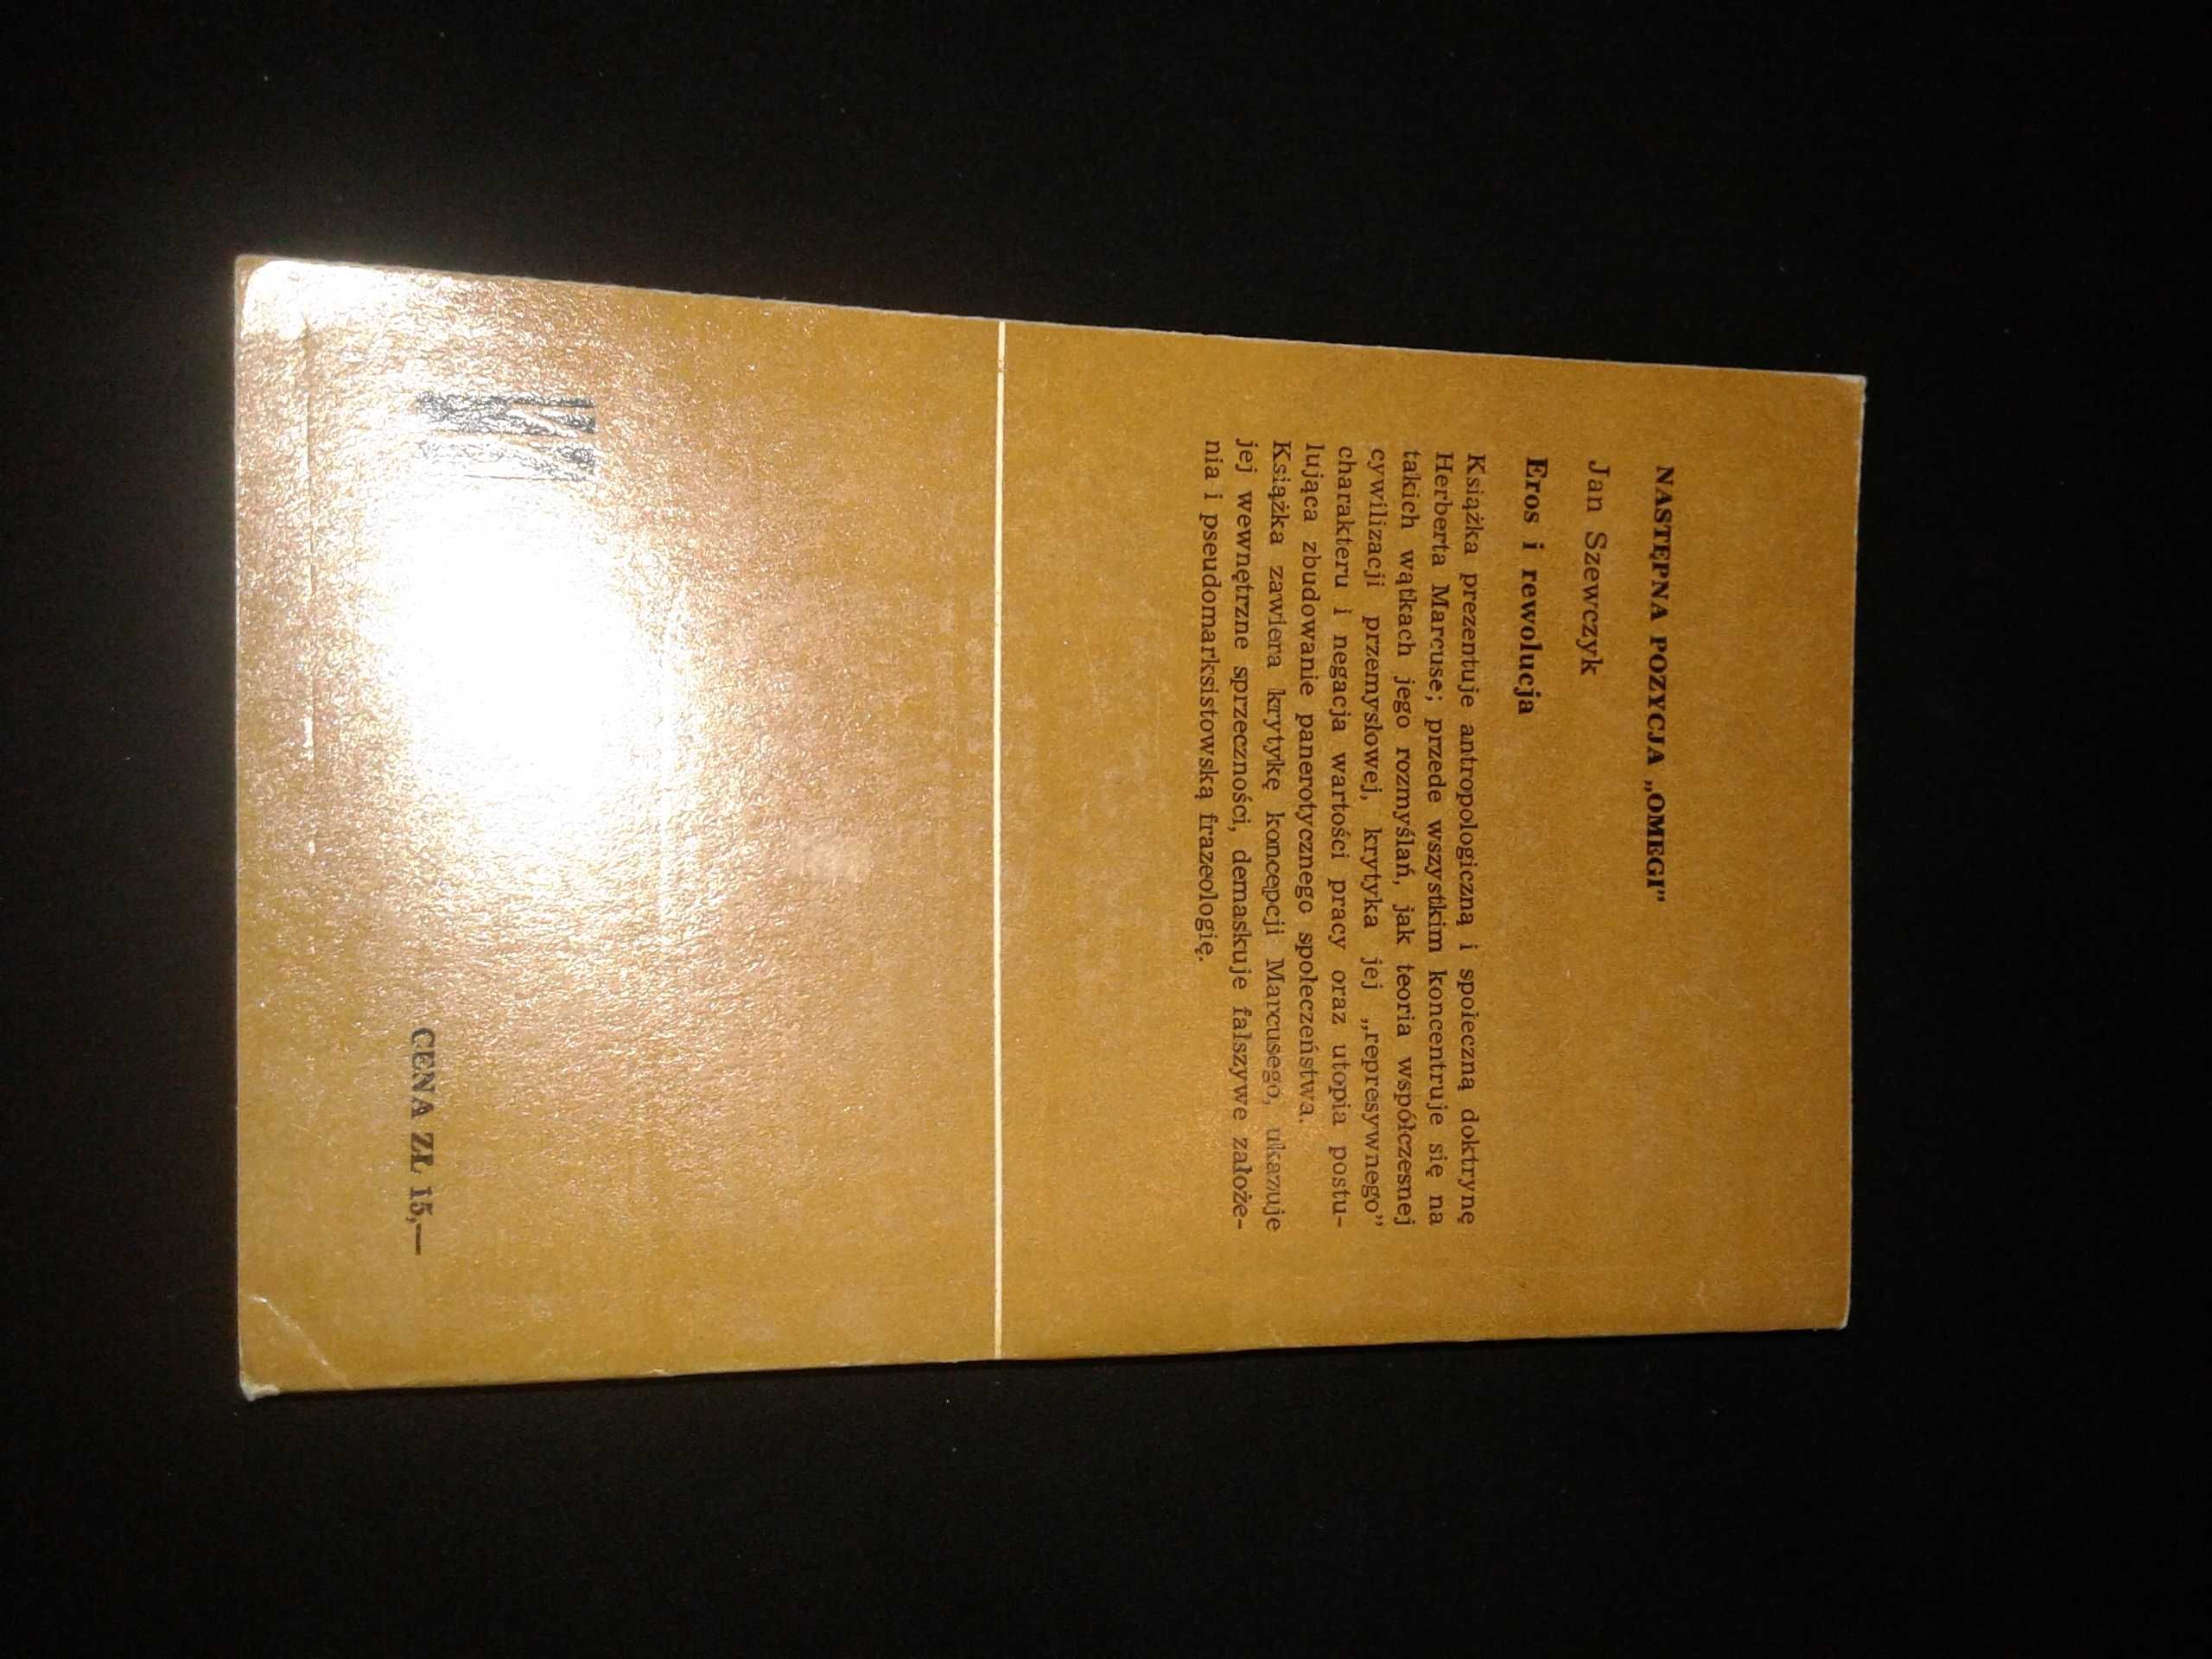 NASTĘPNA POZYCJA „OMEGI"
Jan Szewczyk
Eros i rewolucja
Książka prezentuje antropologiczną i społeczną doktrynę
Herberta Marcuse; przede wszystkim koncentruje się na
takich wątkach jego rozmyślań, jak teoria współczesnej
cywilizacji przemysłowej, krytyka jej „represywnego"
charakteru i negacja wartości pracy oraz utopia postu-
lująca zbudowanie panerotycznego społeczeństwa.
Książka zawiera krytykę koncepcji Marcusego, ukazuje
jej wewnętrzne sprzeczności, demaskuje fałszywe założe-
nia i pseudomarksistowską frazeologię.
CENA ZŁ 15,—